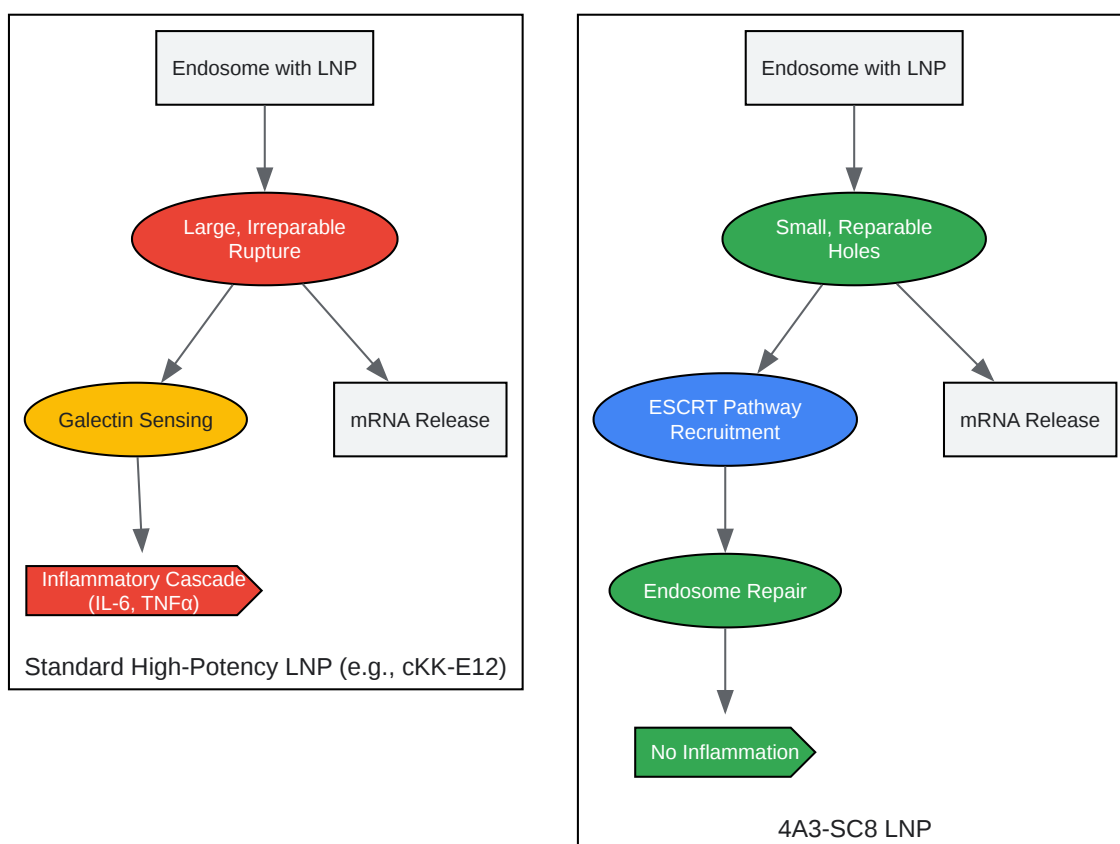 Endosome with LNP
Large, Irreparable
Rupture
Galectin Sensing
mRNA Release
Inflammatory Cascade
(IL-6, TNFα)
Standard High-Potency LNP (e.g., cKK-E12)
Endosome with LNP
Small, Reparable
Holes
ESCRT Pathway
Recruitment
mRNA Release
Endosome Repair
No Inflammation
4A3-SC8 LNP